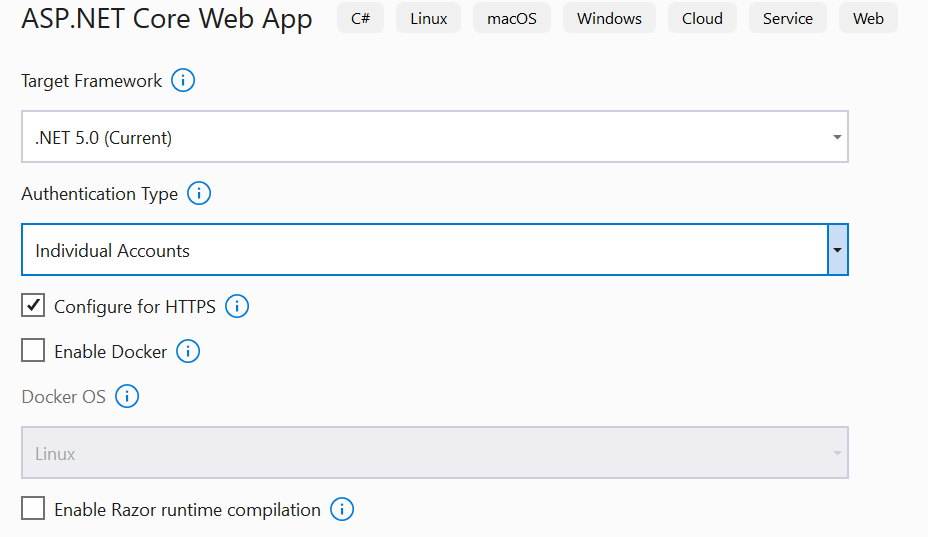 ASP.NET Core Web App C# Linux macOS Windows Cloud Service Web
Target Framework
.NET 5.0 (Current)
Authentication Type
Individual Accounts
Configure for HTTPS
Enable Docker
Docker OS
Linux
Enable Razor runtime compilation